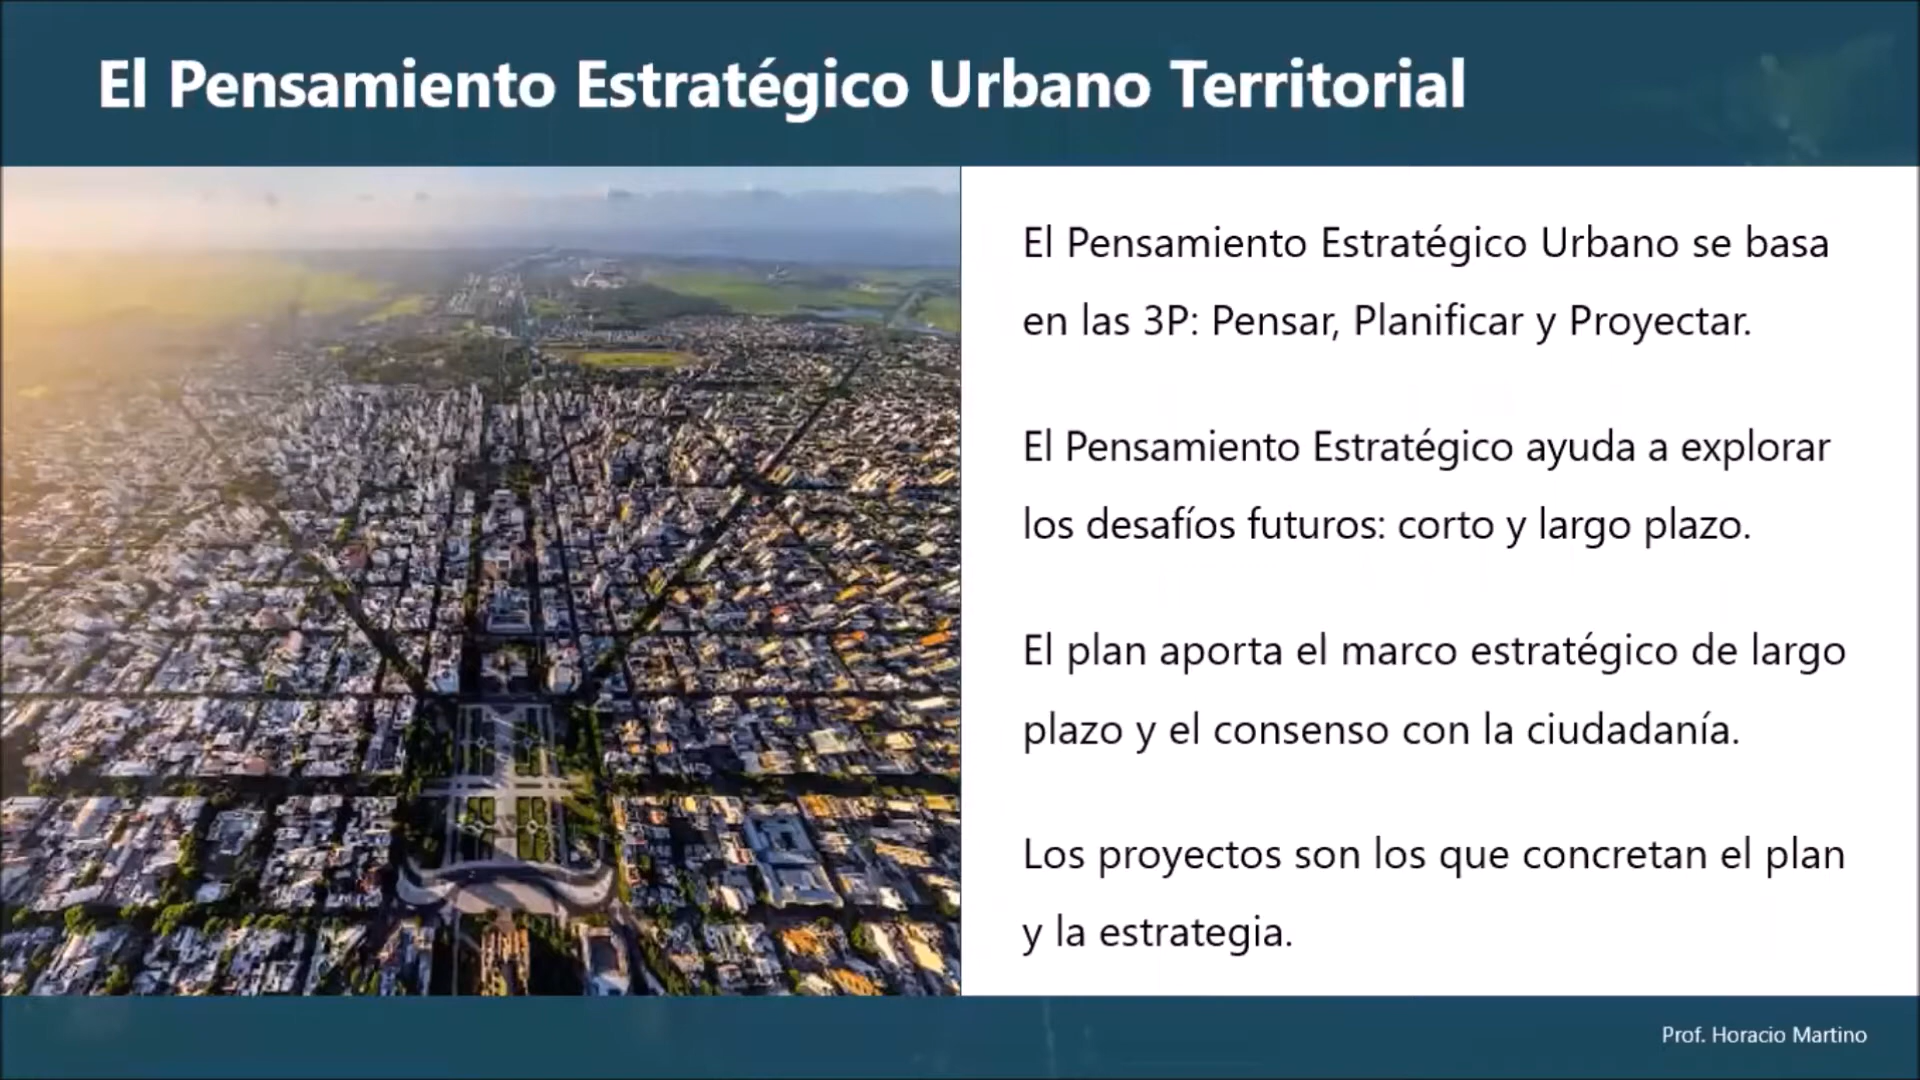 El Pensamiento Estratégico Urbano Territorial
El Pensamiento Estratégico Urbano se basa
en las 3P: Pensar, Planificar y Proyectar.
El Pensamiento Estratégico ayuda a explorar
los desafíos futuros: corto y largo plazo.
El plan aporta el marco estratégico de largo
plazo y el consenso con la ciudadanía.
Los proyectos son los que concretan el plan
y la estrategia.
Prof. Horacio Martino